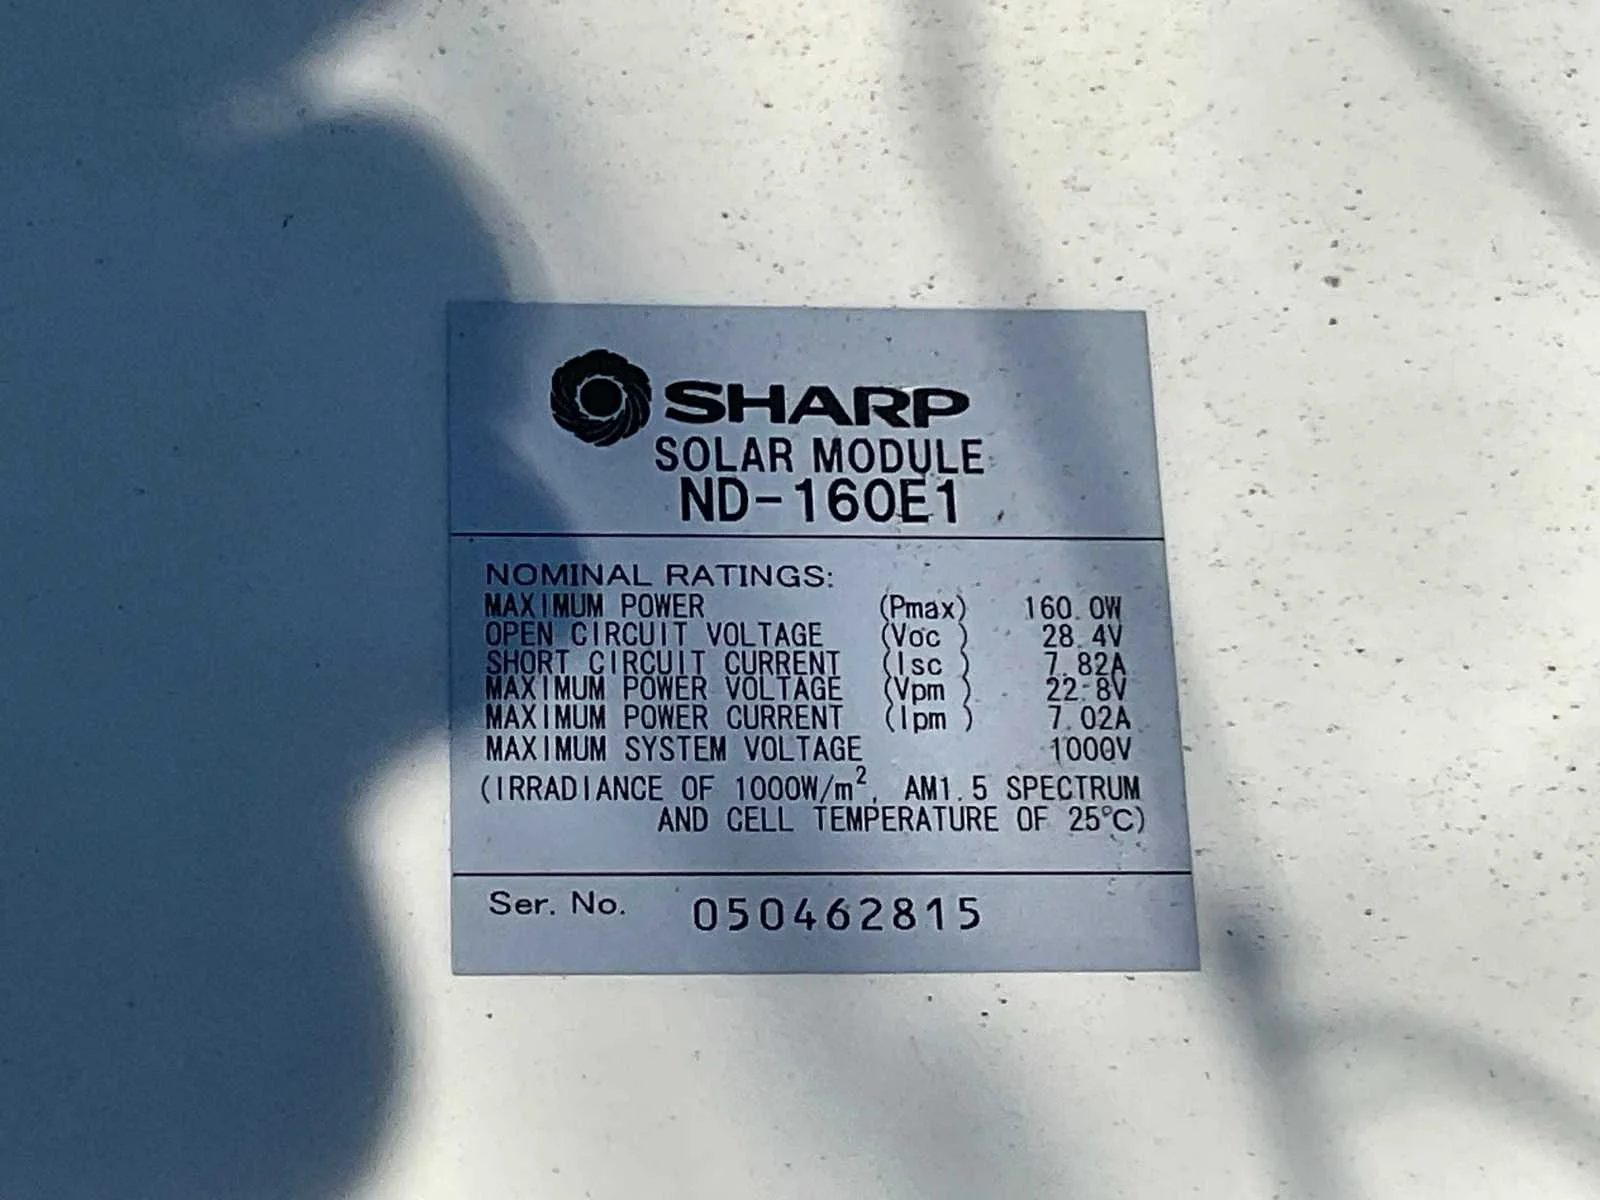 SHARP
SOLAR MODULE
ND-160E1
NOMINAL RATINGS:
MAXIMUM POWER (Pmax) 160.0W
OPEN CIRCUIT VOLTAGE (Voc ) 28.4V
SHORT CIRCUIT CURRENT (Isc ) 7.82A
MAXIMUM POWER VOLTAGE (Vpm ) 22.8V
MAXIMUM POWER CURRENT (Ipm ) 7.02A
MAXIMUM SYSTEM VOLTAGE 1000V
(IRRADIANCE OF 1000W/m², AM1.5 SPECTRUM
AND CELL TEMPERATURE OF 25℃)
Ser. No. 050462815